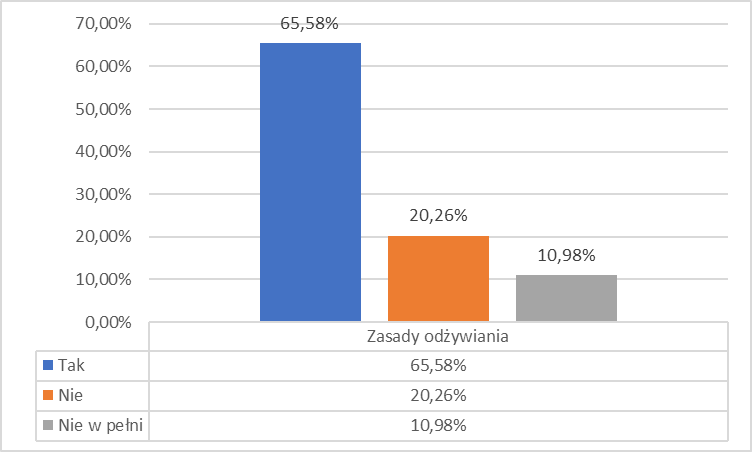 70,00%
65,58%
60,00%
50,00%
40,00%
30,00%
20,26%
20,00%
10,98%
10,00%
0,00%
Zasady odżywiania
Tak 65,58%
Nie 20,26%
Nie w pełni 10,98%